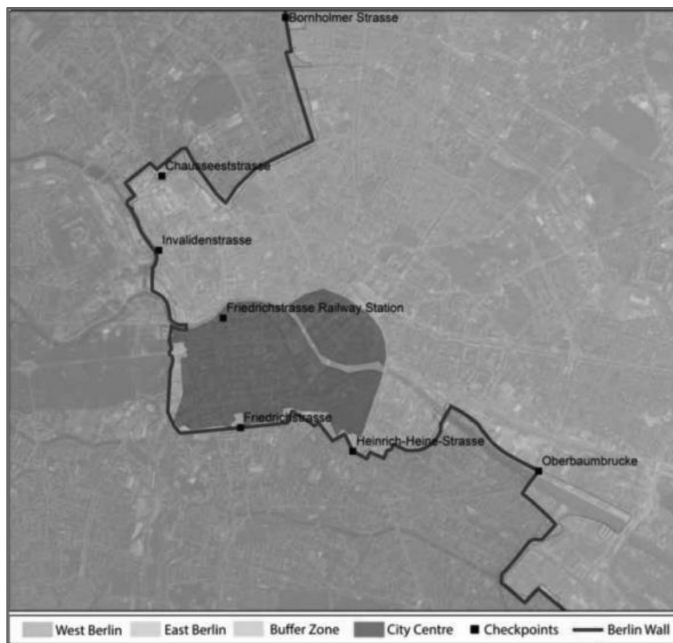 Bornholmer Strasse
Chausseeststrasse
Invalidenstrasse
Friedrichstrasse Railway Station
Friedrichstrasse
Heinrich-Heine-Strasse
Oberbaumbrucke
West Berlin East Berlin Buffer Zone City Centre Checkpoints Berlin Wall